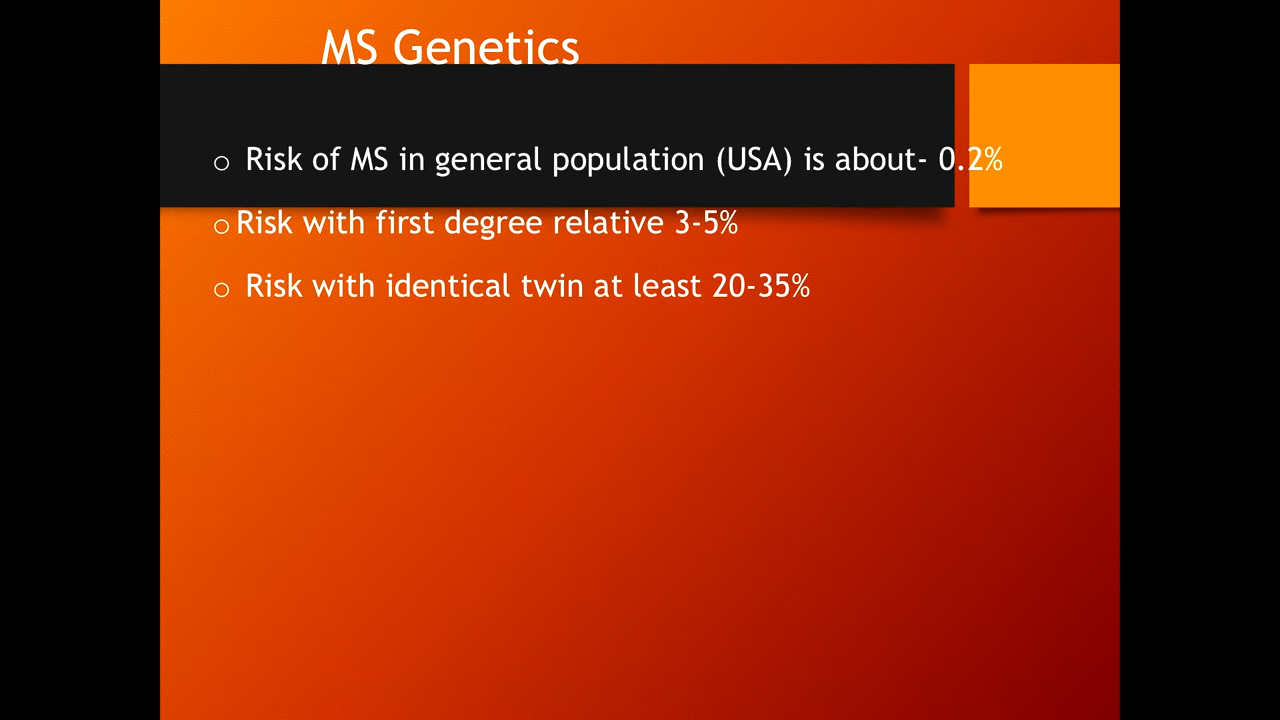 MS Genetics
o Risk of MS in general population (USA) is about- 0.2%
o Risk with first degree relative 3-5%
o Risk with identical twin at least 20-35%